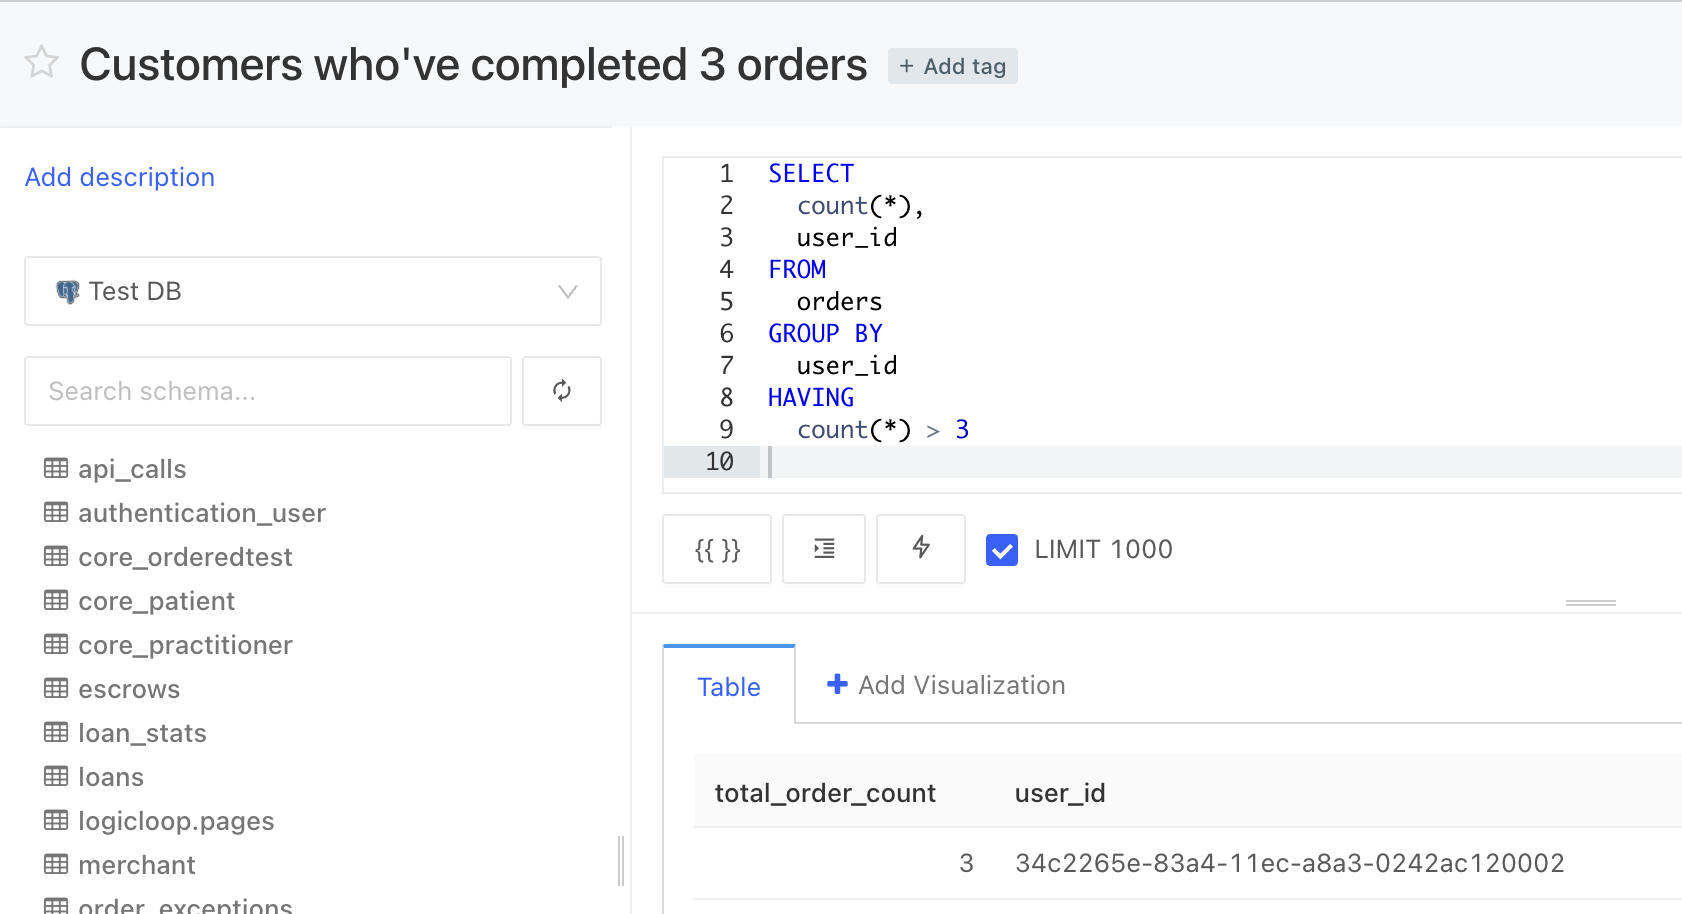 Customers who've completed 3 orders
+ Add tag
Add description
Test DB
Search schema...
api_calls
authentication_user
core_orderedtest
core_patient
core_practitioner
escrows
loan_stats
loans
logicloop.pages
merchant
order_exceptions
1 SELECT
2 count(*),
3 user_id
4 FROM
5 orders
6 GROUP BY
7 user_id
8 HAVING
9 count(*) > 3
10
{{ }}
LIMIT 1000
Table
+ Add Visualization
total_order_count user_id
3 34c2265e-83a4-11ec-a8a3-0242ac120002